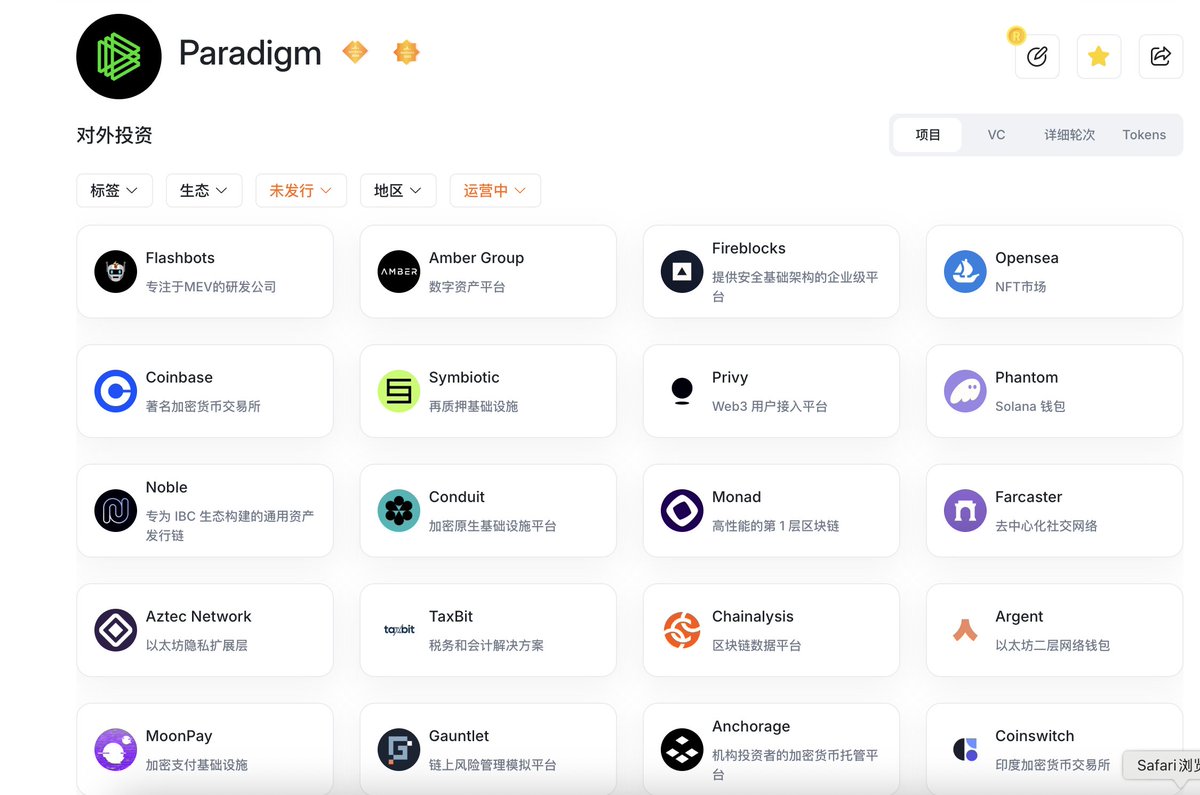 Paradigm
R
对外投资
项目
VC
详细轮次
Tokens
标签
生态
未发行
地区
运营中
Flashbots
专注于MEV的研发公司
AMBER
Amber Group
数字资产平台
Fireblocks
提供安全基础架构的企业级平
台
Opensea
NFT市场
Coinbase
著名加密货币交易所
Symbiotic
再质押基础设施
Privy
Web3 用户接入平台
Phantom
Solana 钱包
Noble
专为 IBC 生态构建的通用资产
发行链
Conduit
加密原生基础设施平台
Monad
高性能的第 1 层区块链
Farcaster
去中心化社交网络
Aztec Network
以太坊隐私扩展层
taxbit
TaxBit
税务和会计解决方案
Chainalysis
区块链数据平台
Argent
以太坊二层网络钱包
MoonPay
加密支付基础设施
Gauntlet
链上风险管理模拟平台
Anchorage
机构投资者的加密货币托管平
台
Coinswitch
印度加密货币交易所
Safari浏